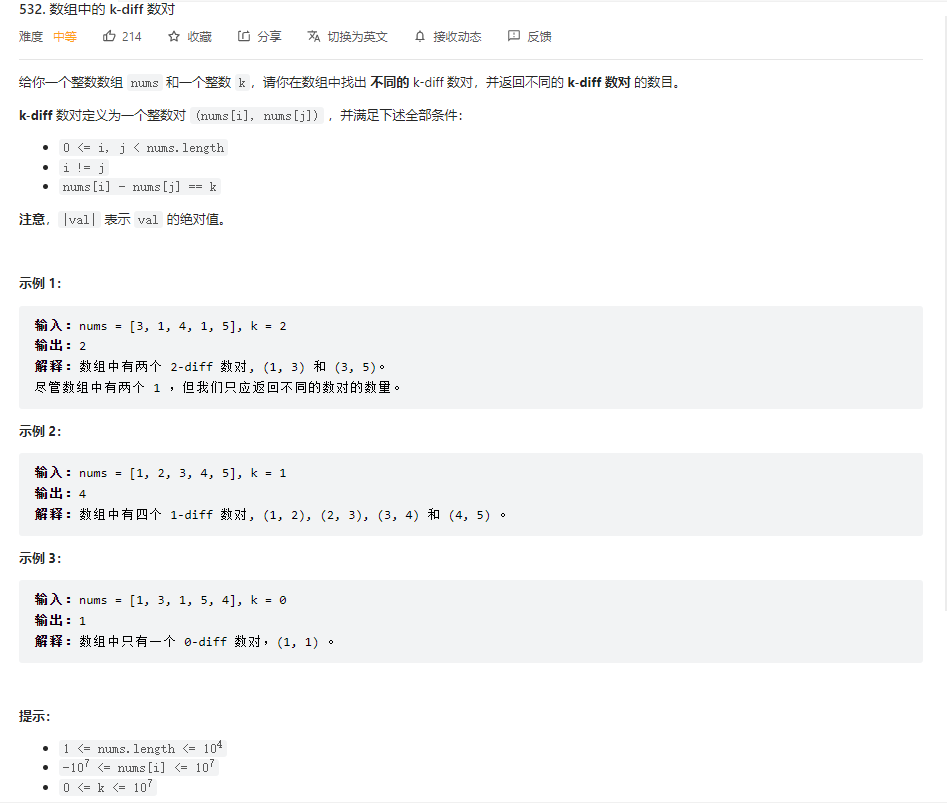 532. 数组中的 k-diff 数对
难度 中等 214 收藏 分享 切换为英文 接收动态 反馈
给你一个整数数组 nums 和一个整数 k，请你在数组中找出 不同的 k-diff 数对，并返回不同的 k-diff 数对 的数目。
k-diff 数对定义为一个整数对 (nums[i], nums[j]) ，并满足下述全部条件：
• 0 <= i, j < nums.length
• i != j
• nums[i] - nums[j] == k
注意，|val| 表示 val 的绝对值。
示例 1：
输入：nums = [3, 1, 4, 1, 5], k = 2
输出：2
解释：数组中有两个 2-diff 数对, (1, 3) 和 (3, 5)。
尽管数组中有两个 1 ，但我们只应返回不同的数对的数量。
示例 2：
输入：nums = [1, 2, 3, 4, 5], k = 1
输出：4
解释：数组中有四个 1-diff 数对, (1, 2), (2, 3), (3, 4) 和 (4, 5) 。
示例 3：
输入：nums = [1, 3, 1, 5, 4], k = 0
输出：1
解释：数组中只有一个 0-diff 数对，(1, 1) 。
提示：
• 1 <= nums.length <= 10⁴
• -10⁷ <= nums[i] <= 10⁷
• 0 <= k <= 10⁷